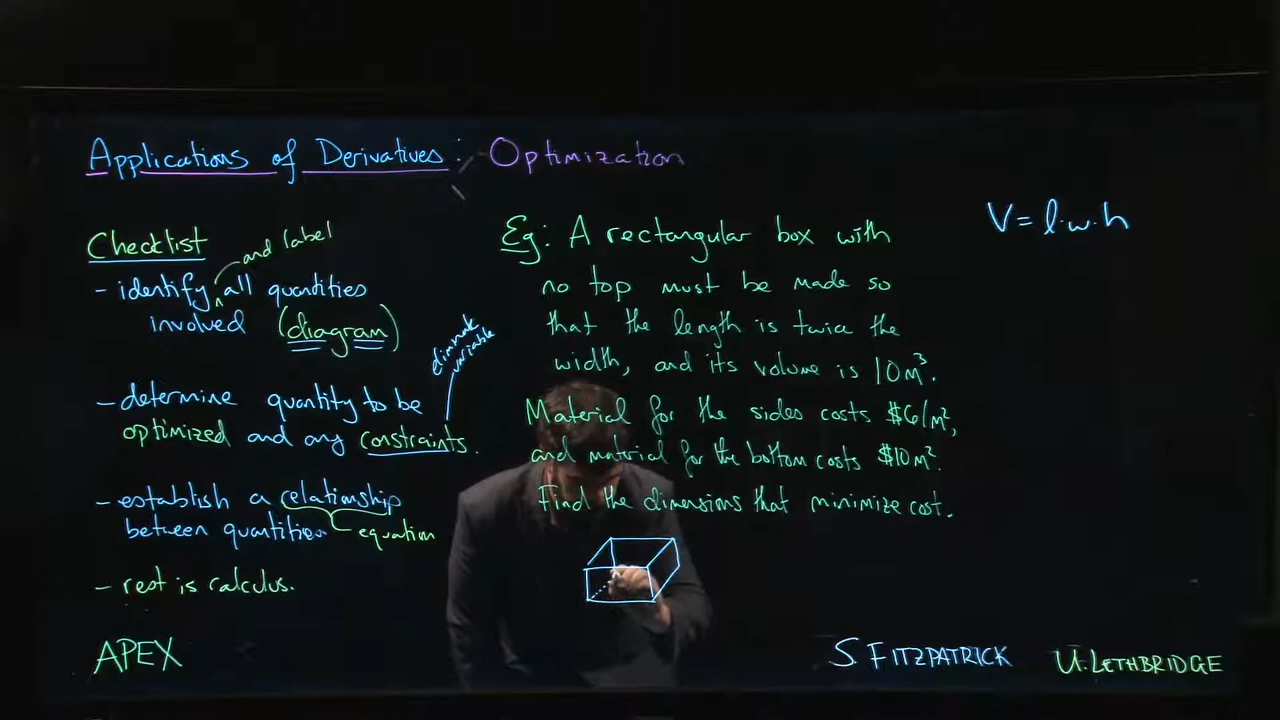 Applications of Derivatives: Optimization
Checklist
and label
- identify ^ all quantities
involved (diagram)
eliminate
variable
- determine quantity to be
optimized and any constraints.
- establish a relationship
between quantities
equation
- rest is calculus.
APEX
Eg: A rectangular box with
no top must be made so
that the length is twice the
width, and its volume is 10m³.
Material for the sides costs $6/m²,
and material for the bottom costs $10m².
Find the dimensions that minimize cost.
V = l·w·h
S. FITZPATRICK
U. LETHBRIDGE